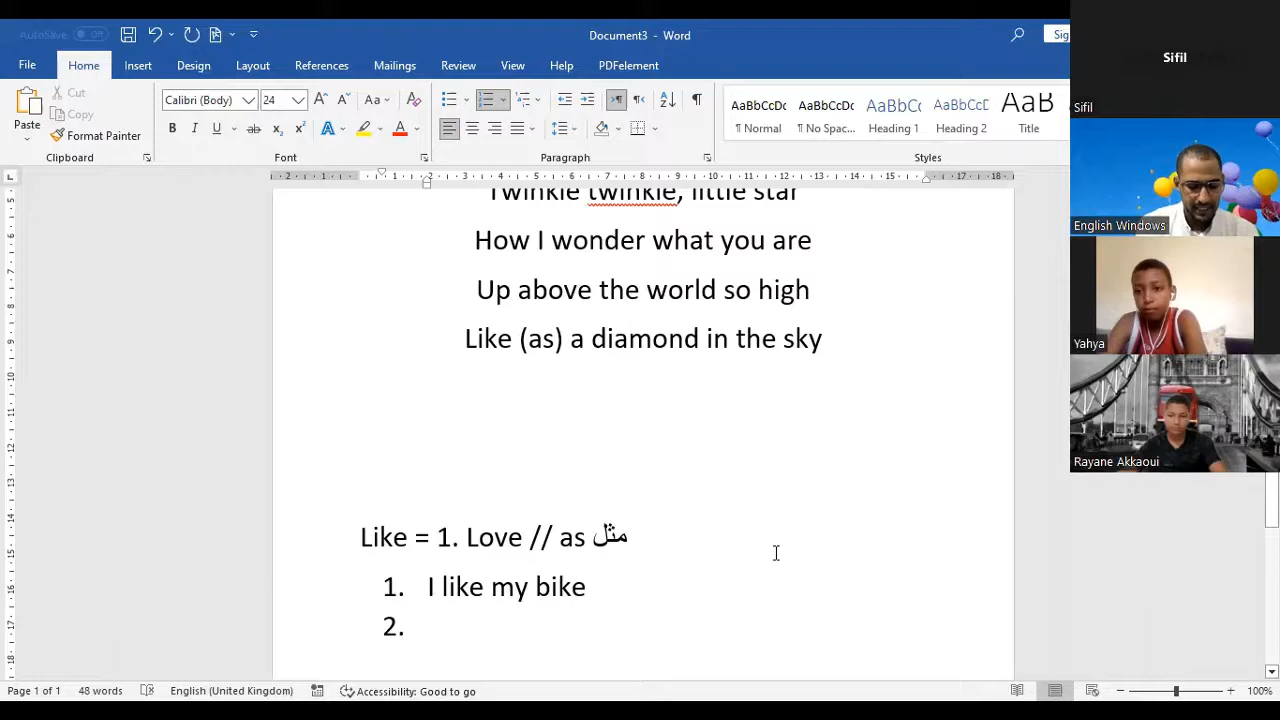 AutoSave Off
Document3 - Word
Sig
File Home Insert Design Layout References Mailings Review View Help PDFelement
Paste
Cut
Copy
Format Painter
Clipboard
Calibri (Body) 24
Font
Paragraph
AaBbCcDc AaBbCcDc AaBbCc AaBbCcD AaB
¶ Normal ¶ No Spac... Heading 1 Heading 2 Title
Styles
Twinkle twinkle, little star
How I wonder what you are
Up above the world so high
Like (as) a diamond in the sky
Like = 1. Love // as مثل
1. I like my bike
2.
Sifil
Sifil
English Windows
Yahya
Rayane Akkaoui
Page 1 of 1 48 words English (United Kingdom) Accessibility: Good to go 100%